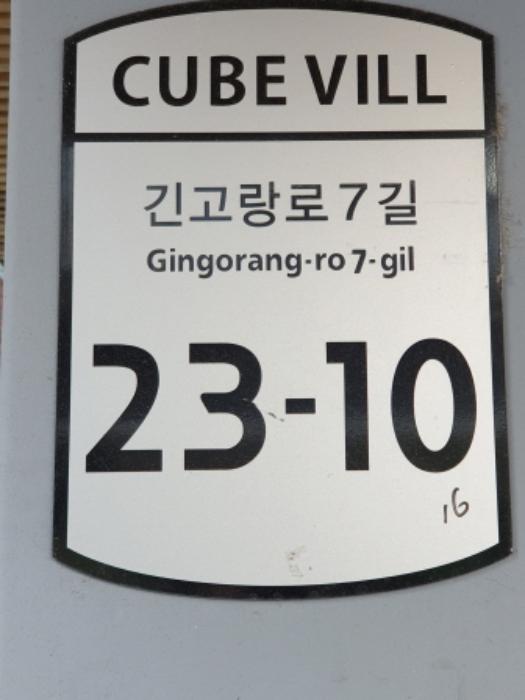 CUBE VILL
긴고랑로7길
Gingorang-ro 7-gil
23-10
16